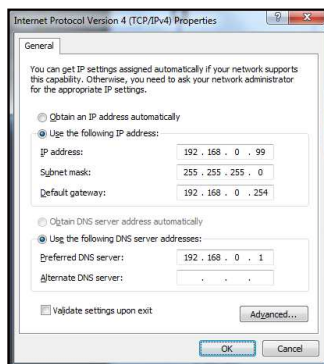 Internet Protocol Version 4 (TCP/IPv4) Properties
General
You can get IP settings assigned automatically if your network supports
this capability. Otherwise, you need to ask your network administrator
for the appropriate IP settings.
Obtain an IP address automatically
Use the following IP address:
IP address: 192 . 168 . 0 . 99
Subnet mask: 255 . 255 . 255 . 0
Default gateway: 192 . 168 . 0 . 254
Obtain DNS server address automatically
Use the following DNS server addresses:
Preferred DNS server: 192 . 168 . 0 . 1
Alternate DNS server: . . .
Validate settings upon exit
Advanced...
OK Cancel